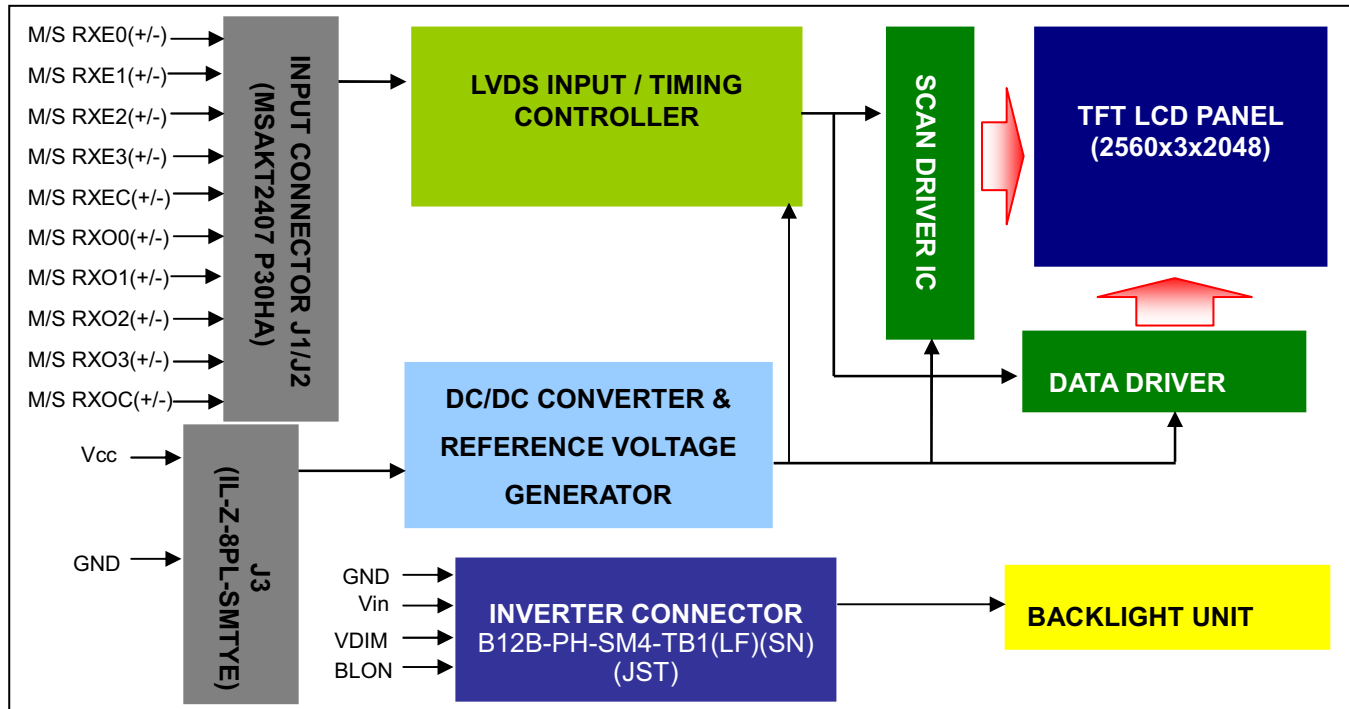 M/S RXE0(+/-)
M/S RXE1(+/-)
M/S RXE2(+/-)
M/S RXE3(+/-)
M/S RXEC(+/-)
M/S RXO0(+/-)
M/S RXO1(+/-)
M/S RXO2(+/-)
M/S RXO3(+/-)
M/S RXOC(+/-)
INPUT CONNECTOR J1/J2
(MSAKT2407 P30HA)
LVDS INPUT / TIMING
CONTROLLER
SCAN DRIVER IC
TFT LCD PANEL
(2560x3x2048)
DATA DRIVER
Vcc
GND
J3
(IL-Z-8PL-SMTYE)
DC/DC CONVERTER &
REFERENCE VOLTAGE
GENERATOR
GND
Vin
VDIM
BLON
INVERTER CONNECTOR
B12B-PH-SM4-TB1(LF)(SN)
(JST)
BACKLIGHT UNIT